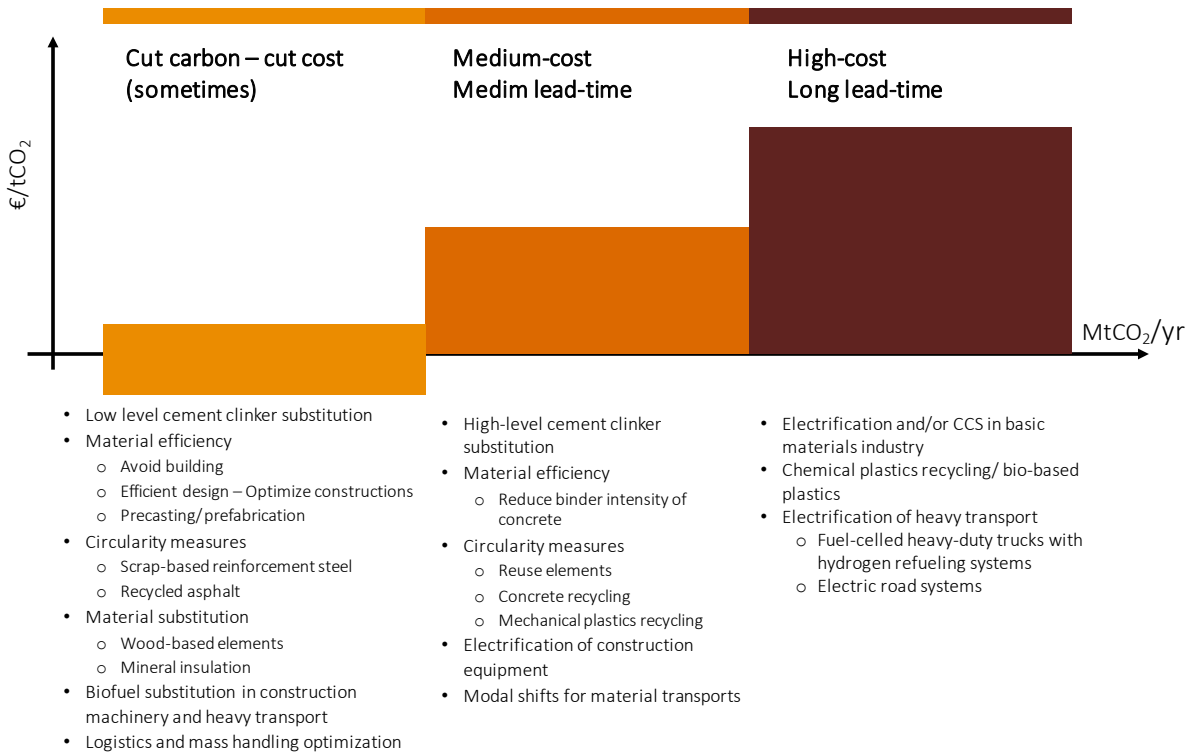 Cut carbon – cut cost
(sometimes)
Medium-cost
Medim lead-time
High-cost
Long lead-time
€/tCO₂
MtCO₂/yr
• Low level cement clinker substitution
• Material efficiency
o Avoid building
o Efficient design – Optimize constructions
o Precasting/prefabrication
• Circularity measures
o Scrap-based reinforcement steel
o Recycled asphalt
• Material substitution
o Wood-based elements
o Mineral insulation
• Biofuel substitution in construction
machinery and heavy transport
• Logistics and mass handling optimization
• High-level cement clinker
substitution
• Material efficiency
o Reduce binder intensity of
concrete
• Circularity measures
o Reuse elements
o Concrete recycling
o Mechanical plastics recycling
• Electrification of construction
equipment
• Modal shifts for material transports
• Electrification and/or CCS in basic
materials industry
• Chemical plastics recycling/ bio-based
plastics
• Electrification of heavy transport
o Fuel-celled heavy-duty trucks with
hydrogen refueling systems
o Electric road systems